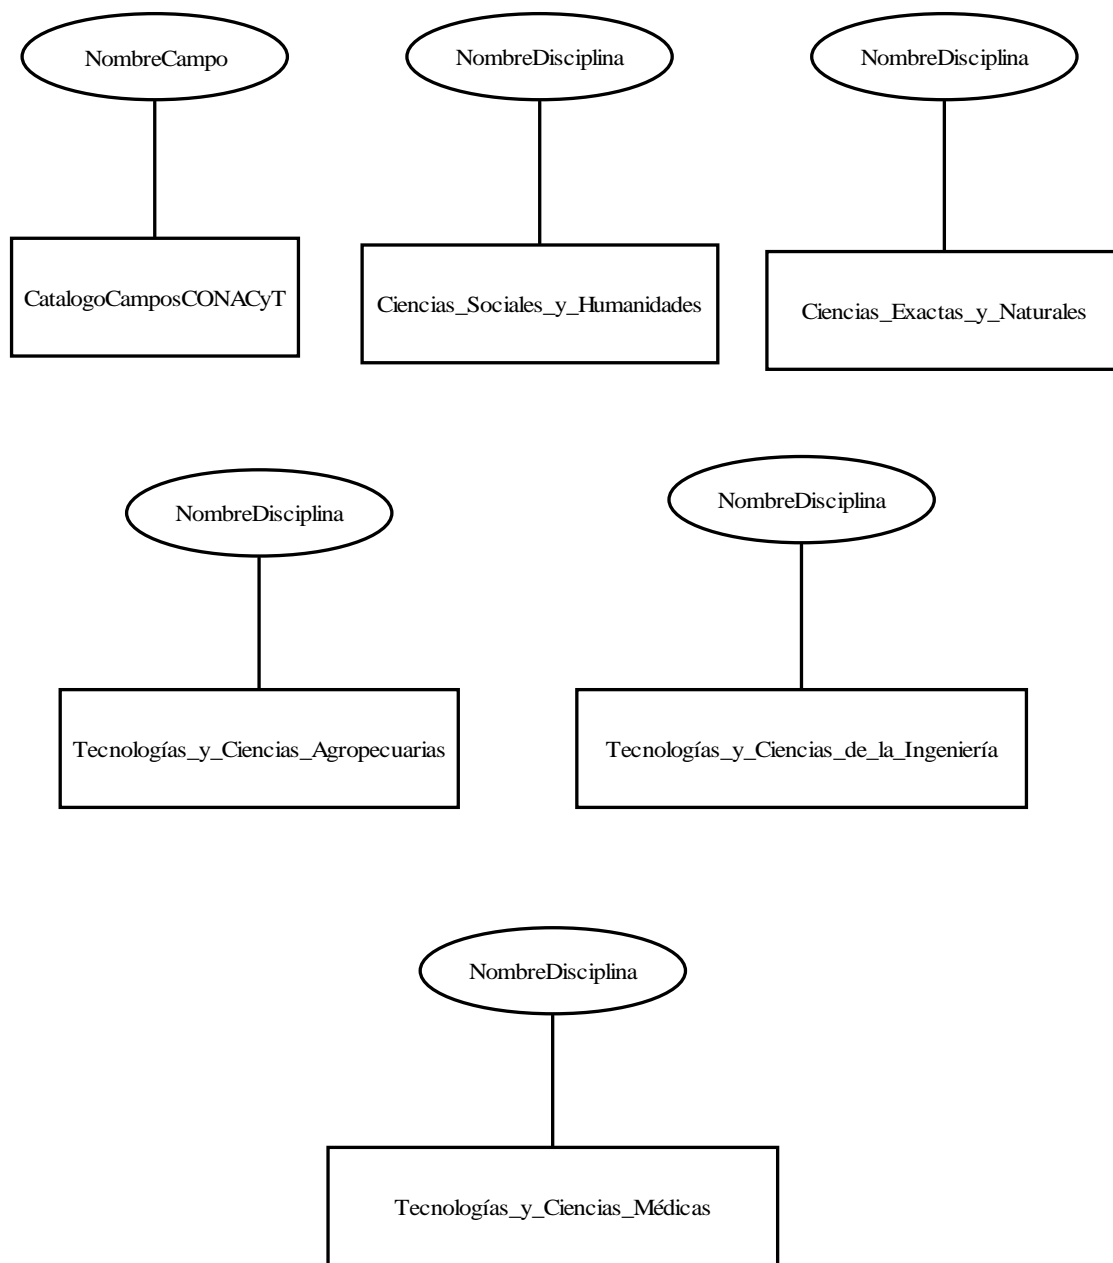 NombreCampo
NombreDisciplina
NombreDisciplina
CatalogoCamposCONACyT
Ciencias_Sociales_y_Humanidades
Ciencias_Exactas_y_Naturales
NombreDisciplina
NombreDisciplina
Tecnologías_y_Ciencias_Agropecuarias
Tecnologías_y_Ciencias_de_la_Ingeniería
NombreDisciplina
Tecnologías_y_Ciencias_Médicas